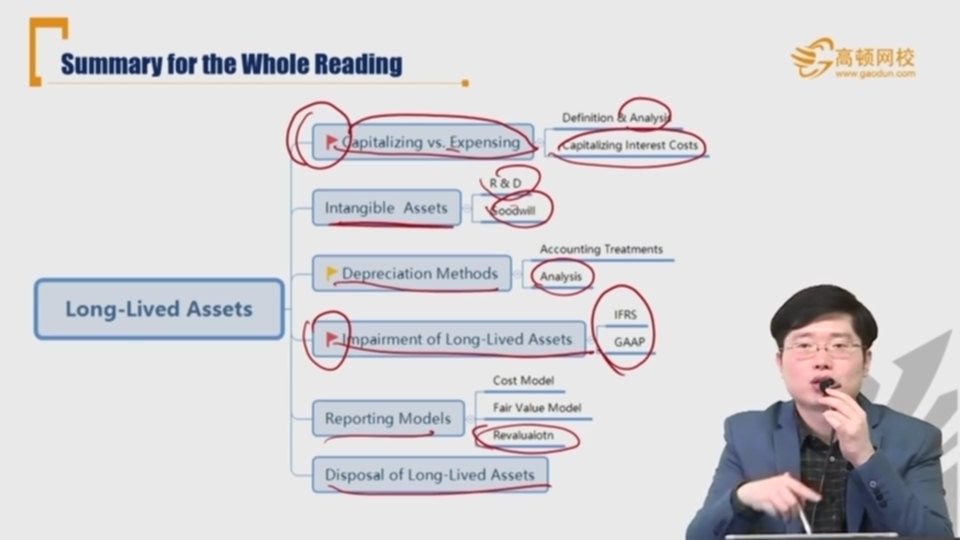 Summary for the Whole Reading
高顿网校
www.gaodun.com
Capitalizing vs. Expensing
Definition & Analysis
Capitalizing Interest Costs
Intangible Assets
R & D
Goodwill
Depreciation Methods
Accounting Treatments
Analysis
Long-Lived Assets
Impairment of Long-Lived Assets
IFRS
GAAP
Reporting Models
Cost Model
Fair Value Model
Revaluaiotn
Disposal of Long-Lived Assets